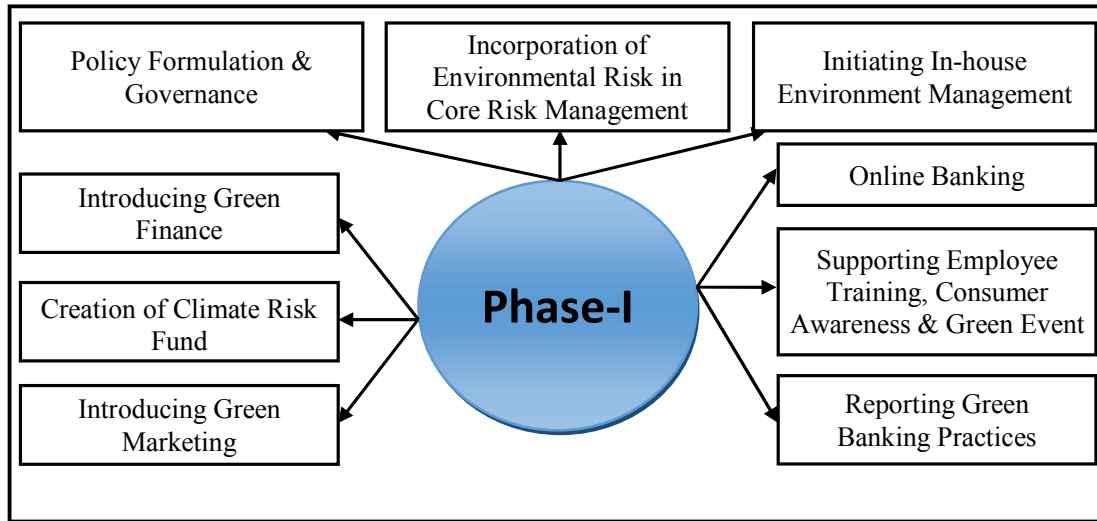 Policy Formulation &
Governance
Incorporation of
Environmental Risk in
Core Risk Management
Initiating In-house
Environment Management
Introducing Green
Finance
Creation of Climate Risk
Fund
Introducing Green
Marketing
Phase-I
Online Banking
Supporting Employee
Training, Consumer
Awareness & Green Event
Reporting Green
Banking Practices